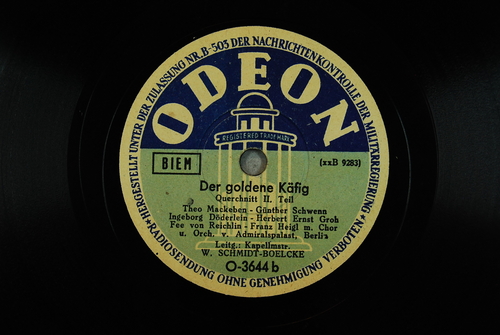 HERGESTELLT UNTER DER ZULASSUNG NR. B-503 DER NACHRICHTENKONTROLLE DER MILITÄRREGIERUNG
ODEON
REGISTERED TRADE MARK
BIEM
(xxB 9283)
Der goldene Käfig
Querchnitt II. Teil
Theo Mackeben - Günther Schwenn
Ingeborg Döderlein - Herbert Ernst Groh
Fee von Reichlin - Franz Heigl m. Chor
u. Orch. v. Admiralspalast, Berlin
Leitg.: Kapellmstr.
W. SCHMIDT-BOELCKE
O-3644 b
RADIOSENDUNG OHNE GENEHMIGUNG VERBOTEN